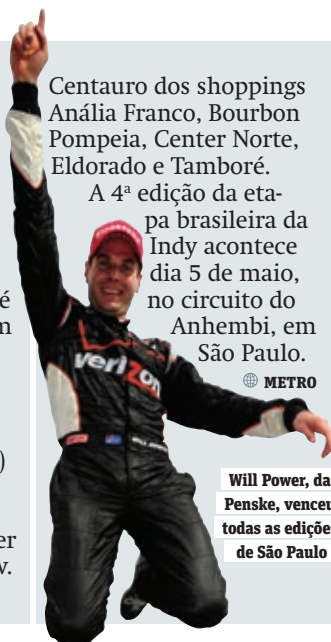 Centauro dos shoppings
Anália Franco, Bourbon
Pompeia, Center Norte,
Eldorado e Tamboré.
A 4ª edição da eta-
pa brasileira da
Indy acontece
dia 5 de maio,
no circuito do
Anhembi, em
São Paulo.
METRO
é
)
w.
verizon
Will Power, da
Penske, venceu
todas as edições
de São Paulo